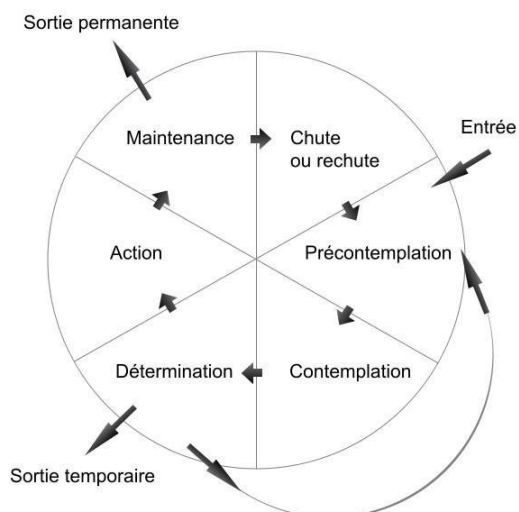 Sortie permanente
Entrée
Maintenance
Chute
ou rechute
Action
Précontemplation
Détermination
Contemplation
Sortie temporaire